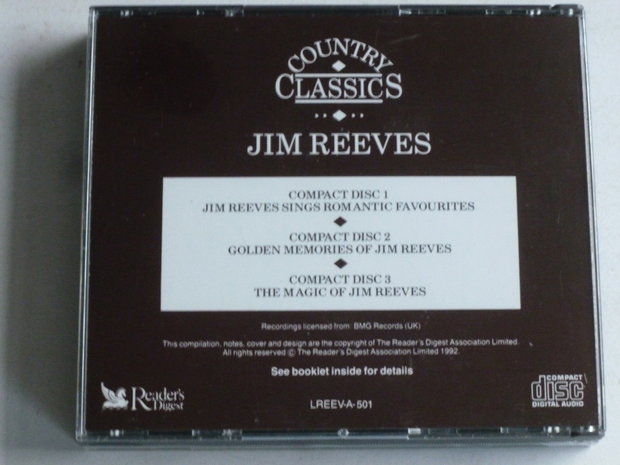 COUNTRY
CLASSICS
JIM REEVES
COMPACT DISC 1
JIM REEVES SINGS ROMANTIC FAVOURITES
COMPACT DISC 2
GOLDEN MEMORIES OF JIM REEVES
COMPACT DISC 3
THE MAGIC OF JIM REEVES
Recordings licensed from: BMG Records (UK)
This compilation, notes, cover and design are the copyright of The Reader's Digest Association Limited.
All rights reserved Ⓟ The Reader's Digest Association Limited 1992.
See booklet inside for details
Reader's
Digest
LREEV-A-501
COMPACT
disc
DIGITAL AUDIO